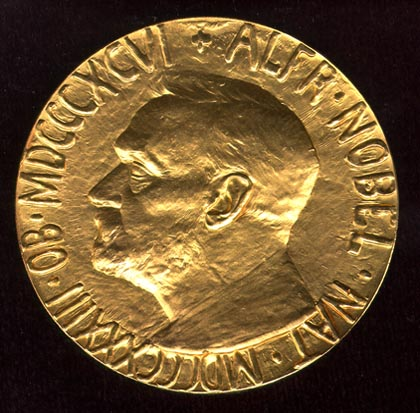 ALFR · NOBEL · NAT · MDCCCXXXIII · OB · MDCCCXCVI